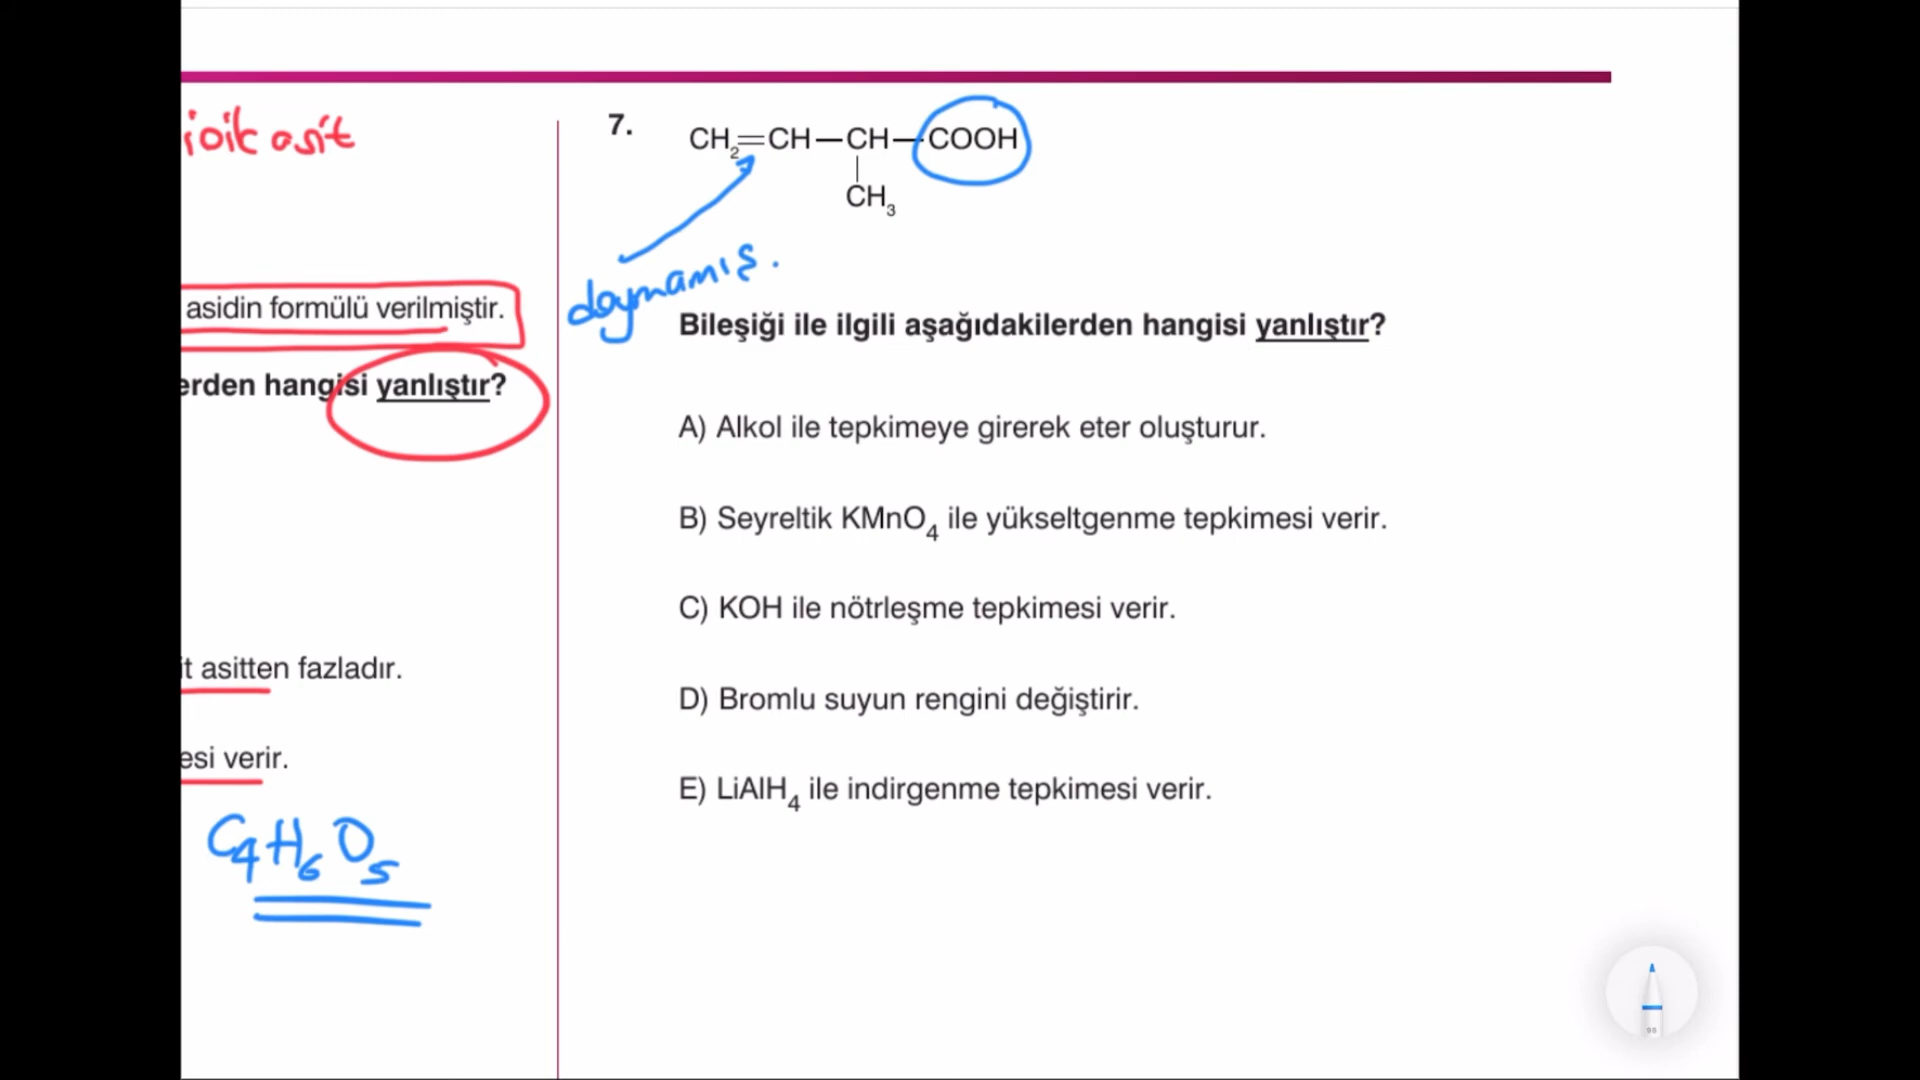 ioik asit
asidin formülü verilmiştir.
erden hangisi yanlıştır?
it asitten fazladır.
esi verir.
C4H6O5
7.
CH2=CH—CH—COOH
CH3
doymamış.
Bileşiği ile ilgili aşağıdakilerden hangisi yanlıştır?
A) Alkol ile tepkimeye girerek eter oluşturur.
B) Seyreltik KMnO4 ile yükseltgenme tepkimesi verir.
C) KOH ile nötrleşme tepkimesi verir.
D) Bromlu suyun rengini değiştirir.
E) LiAlH4 ile indirgenme tepkimesi verir.
98